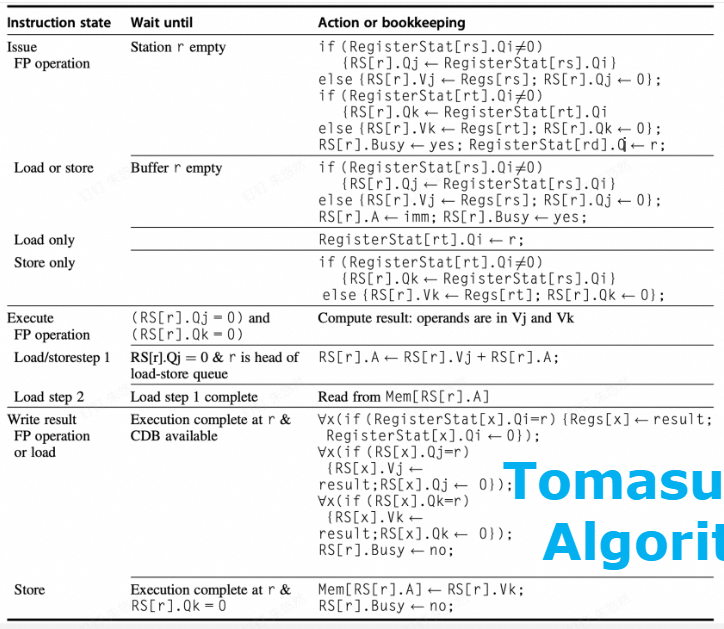 Instruction state Wait until Action or bookkeeping
Issue Station r empty if (RegisterStat[rs].Qi≠0)
FP operation {RS[r].Qj ← RegisterStat[rs].Qi}
else {RS[r].Vj ← Regs[rs]; RS[r].Qj ← 0};
if (RegisterStat[rt].Qi≠0)
{RS[r].Qk ← RegisterStat[rt].Qi
else {RS[r].Vk ← Regs[rt]; RS[r].Qk ← 0};
RS[r].Busy ← yes; RegisterStat[rd].Q ← r;
Load or store Buffer r empty if (RegisterStat[rs].Qi≠0)
{RS[r].Qj ← RegisterStat[rs].Qi}
else {RS[r].Vj ← Regs[rs]; RS[r].Qj ← 0};
RS[r].A ← imm; RS[r].Busy ← yes;
Load only RegisterStat[rt].Qi ← r;
Store only if (RegisterStat[rt].Qi≠0)
{RS[r].Qk ← RegisterStat[rs].Qi}
else {RS[r].Vk ← Regs[rt]; RS[r].Qk ← 0};
Execute (RS[r].Qj = 0) and Compute result: operands are in Vj and Vk
FP operation (RS[r].Qk = 0)
Load/storestep 1 RS[r].Qj = 0 & r is head of RS[r].A ← RS[r].Vj + RS[r].A;
load-store queue
Load step 2 Load step 1 complete Read from Mem[RS[r].A]
Write result Execution complete at r & ∀x(if (RegisterStat[x].Qi=r) {Regs[x] ← result;
FP operation CDB available RegisterStat[x].Qi ← 0});
or load ∀x(if (RS[x].Qj=r)
{RS[x].Vj ←
result;RS[x].Qj ← 0});
∀x(if (RS[x].Qk=r)
{RS[x].Vk ←
result;RS[x].Qk ← 0});
RS[r].Busy ← no;
Tomasu
Algorit
Store Execution complete at r & Mem[RS[r].A] ← RS[r].Vk;
RS[r].Qk = 0 RS[r].Busy ← no;